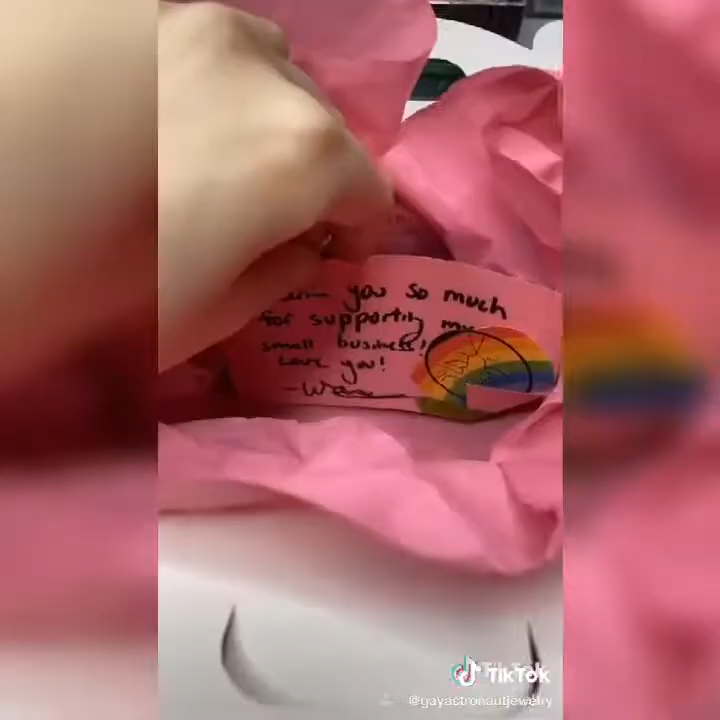 you so much
for supporting my
small business!
Love you!
TikTok
@gayastronautjewelry